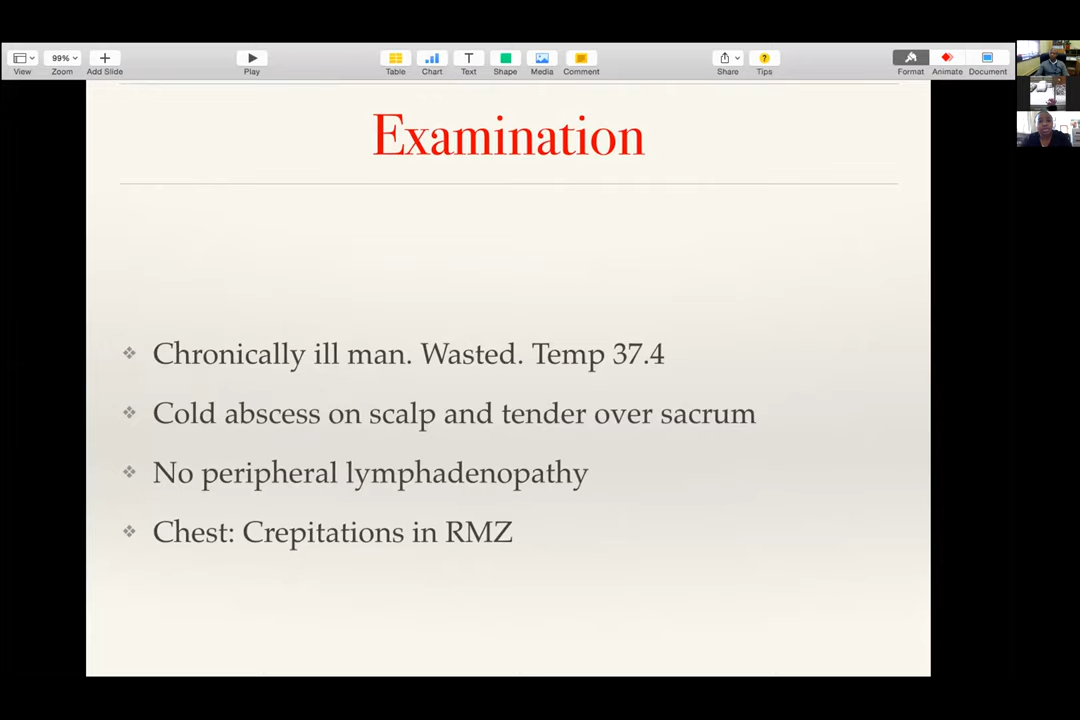 99%
View
Zoom
Add Slide
Play
Table
Chart
Text
Shape
Media
Comment
Share
Tips
Format
Animate
Document
Examination
Chronically ill man. Wasted. Temp 37.4
Cold abscess on scalp and tender over sacrum
No peripheral lymphadenopathy
Chest: Crepitations in RMZ